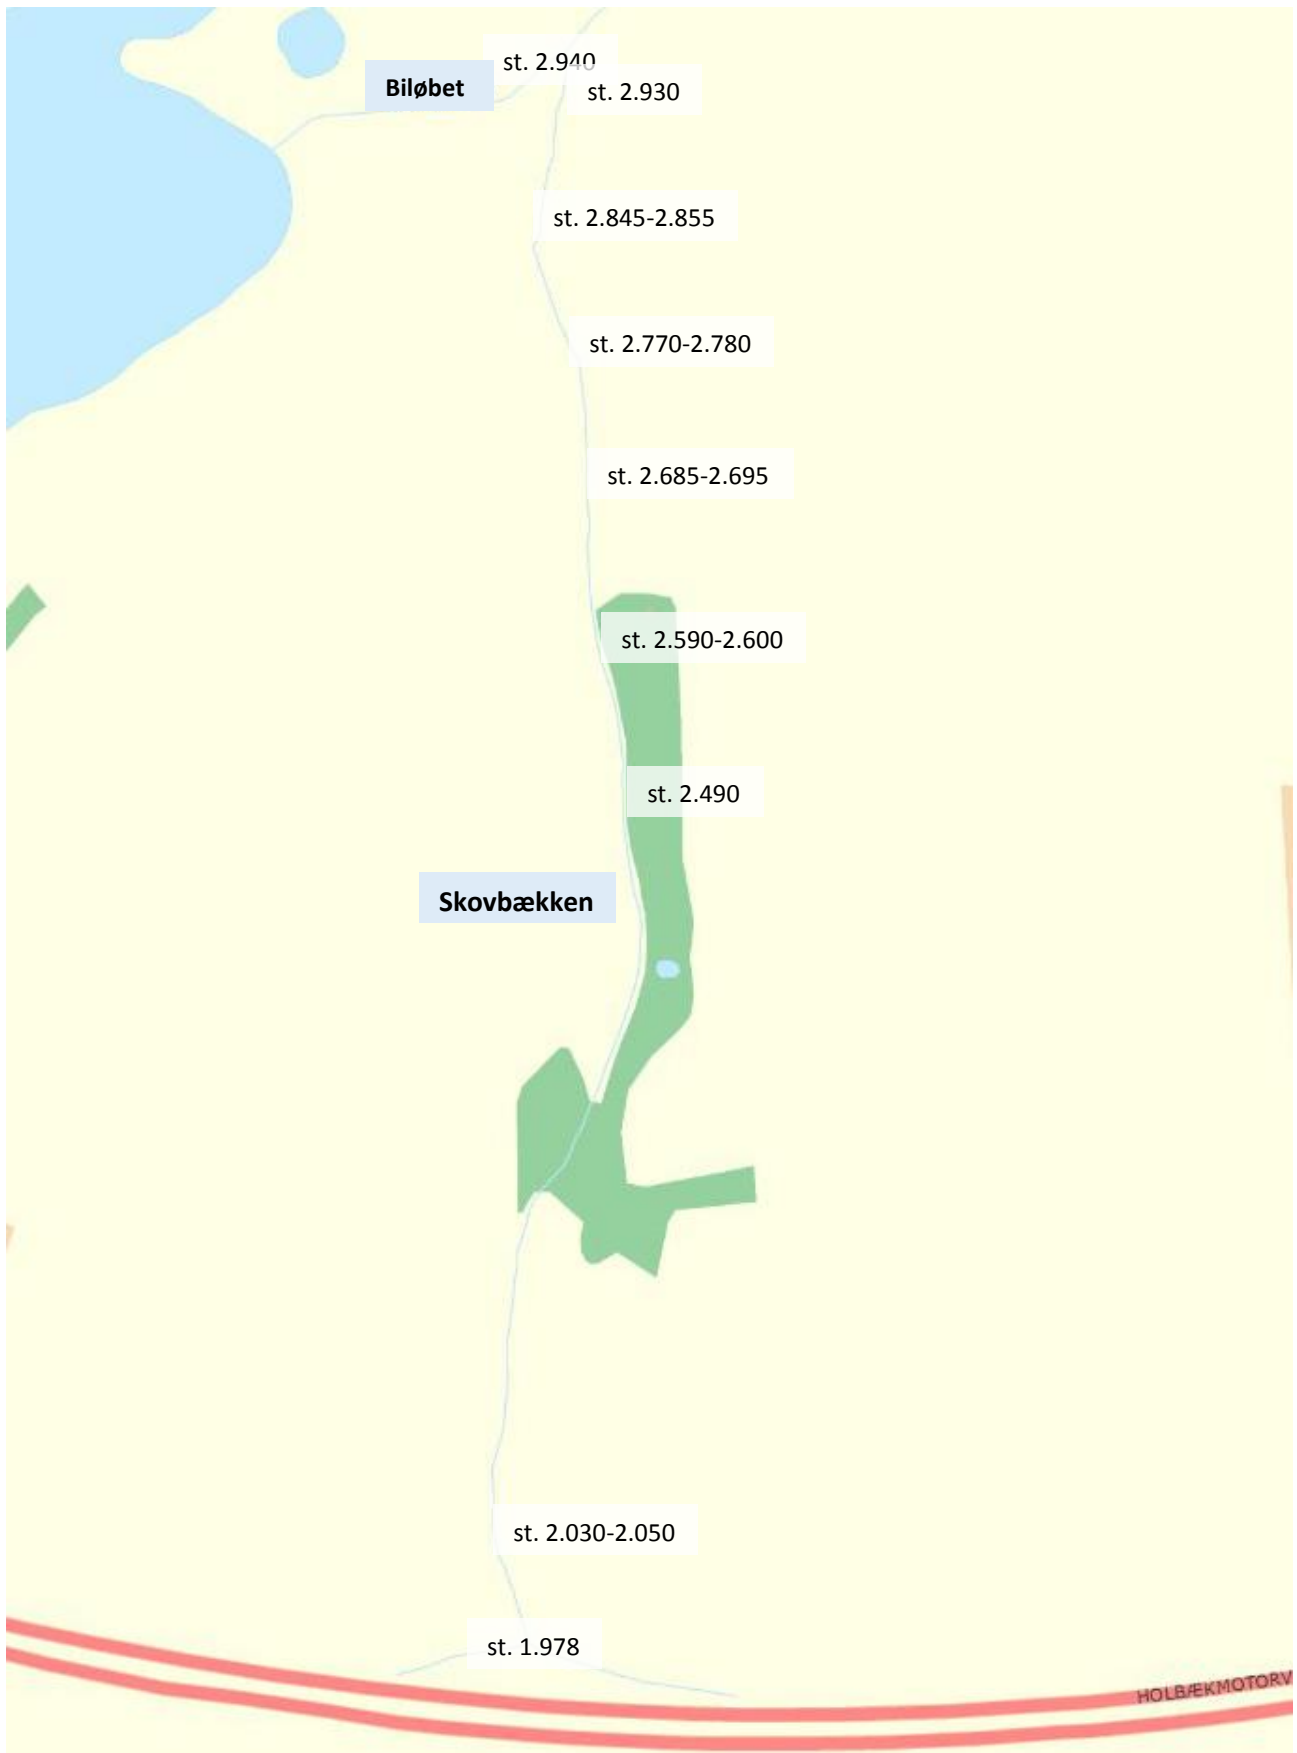 st. 2.940
Biløbet
st. 2.930
st. 2.845-2.855
st. 2.770-2.780
st. 2.685-2.695
st. 2.590-2.600
st. 2.490
Skovbækken
st. 2.030-2.050
st. 1.978
HOLBÆKMOTORV